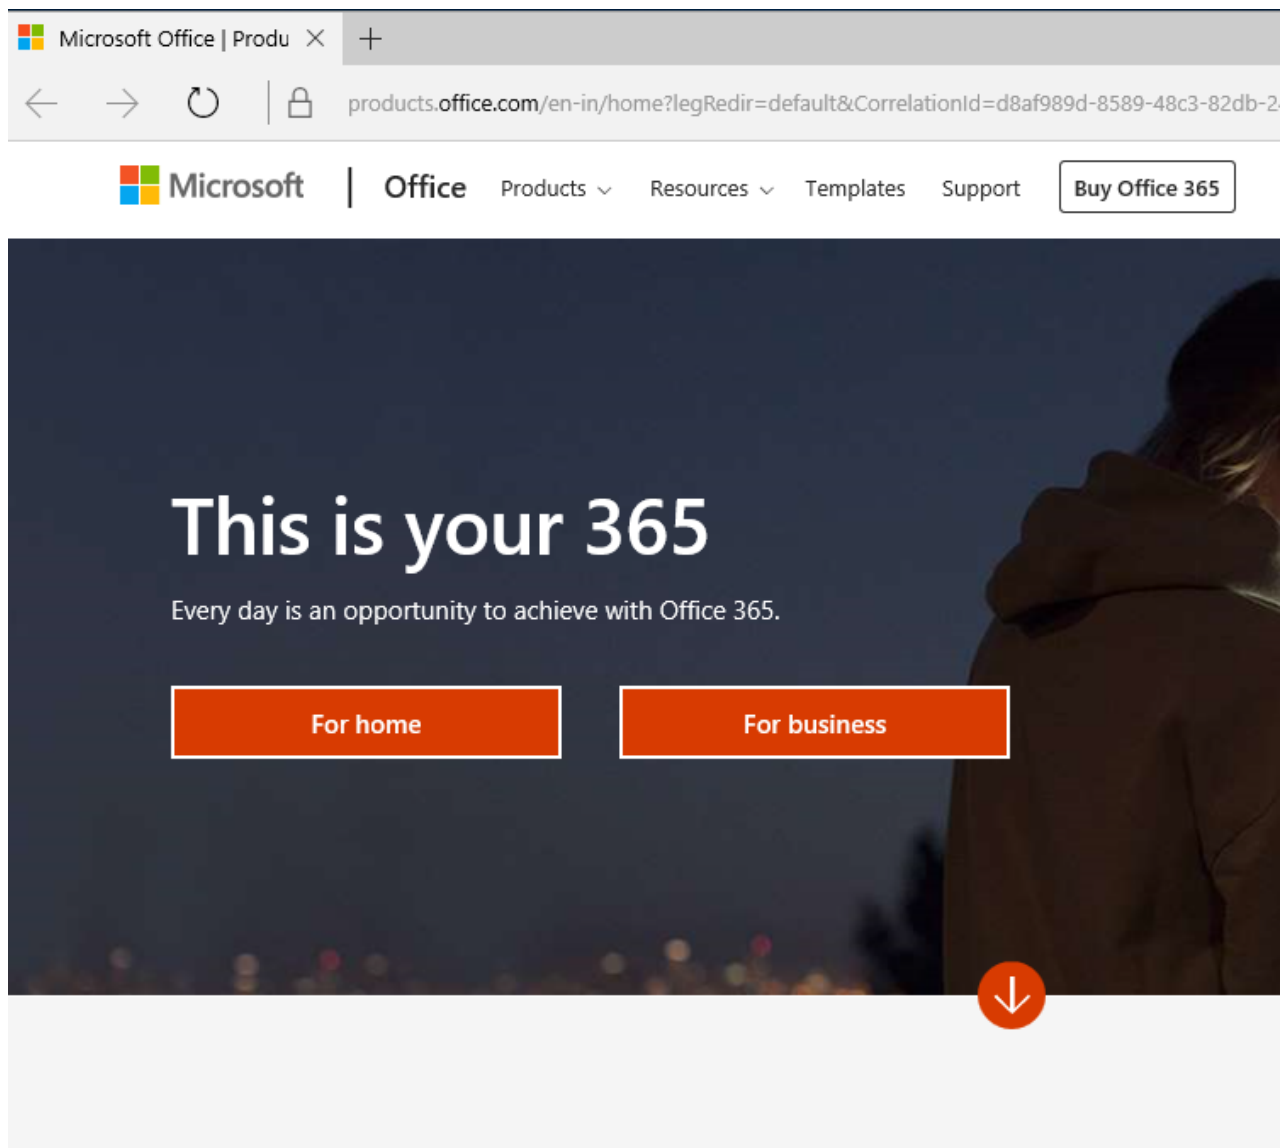 Microsoft Office | Produ
products.office.com/en-in/home?legRedir=default&CorrelationId=d8af989d-8589-48c3-82db-2
Microsoft | Office Products Resources Templates Support Buy Office 365
This is your 365
Every day is an opportunity to achieve with Office 365.
For home For business